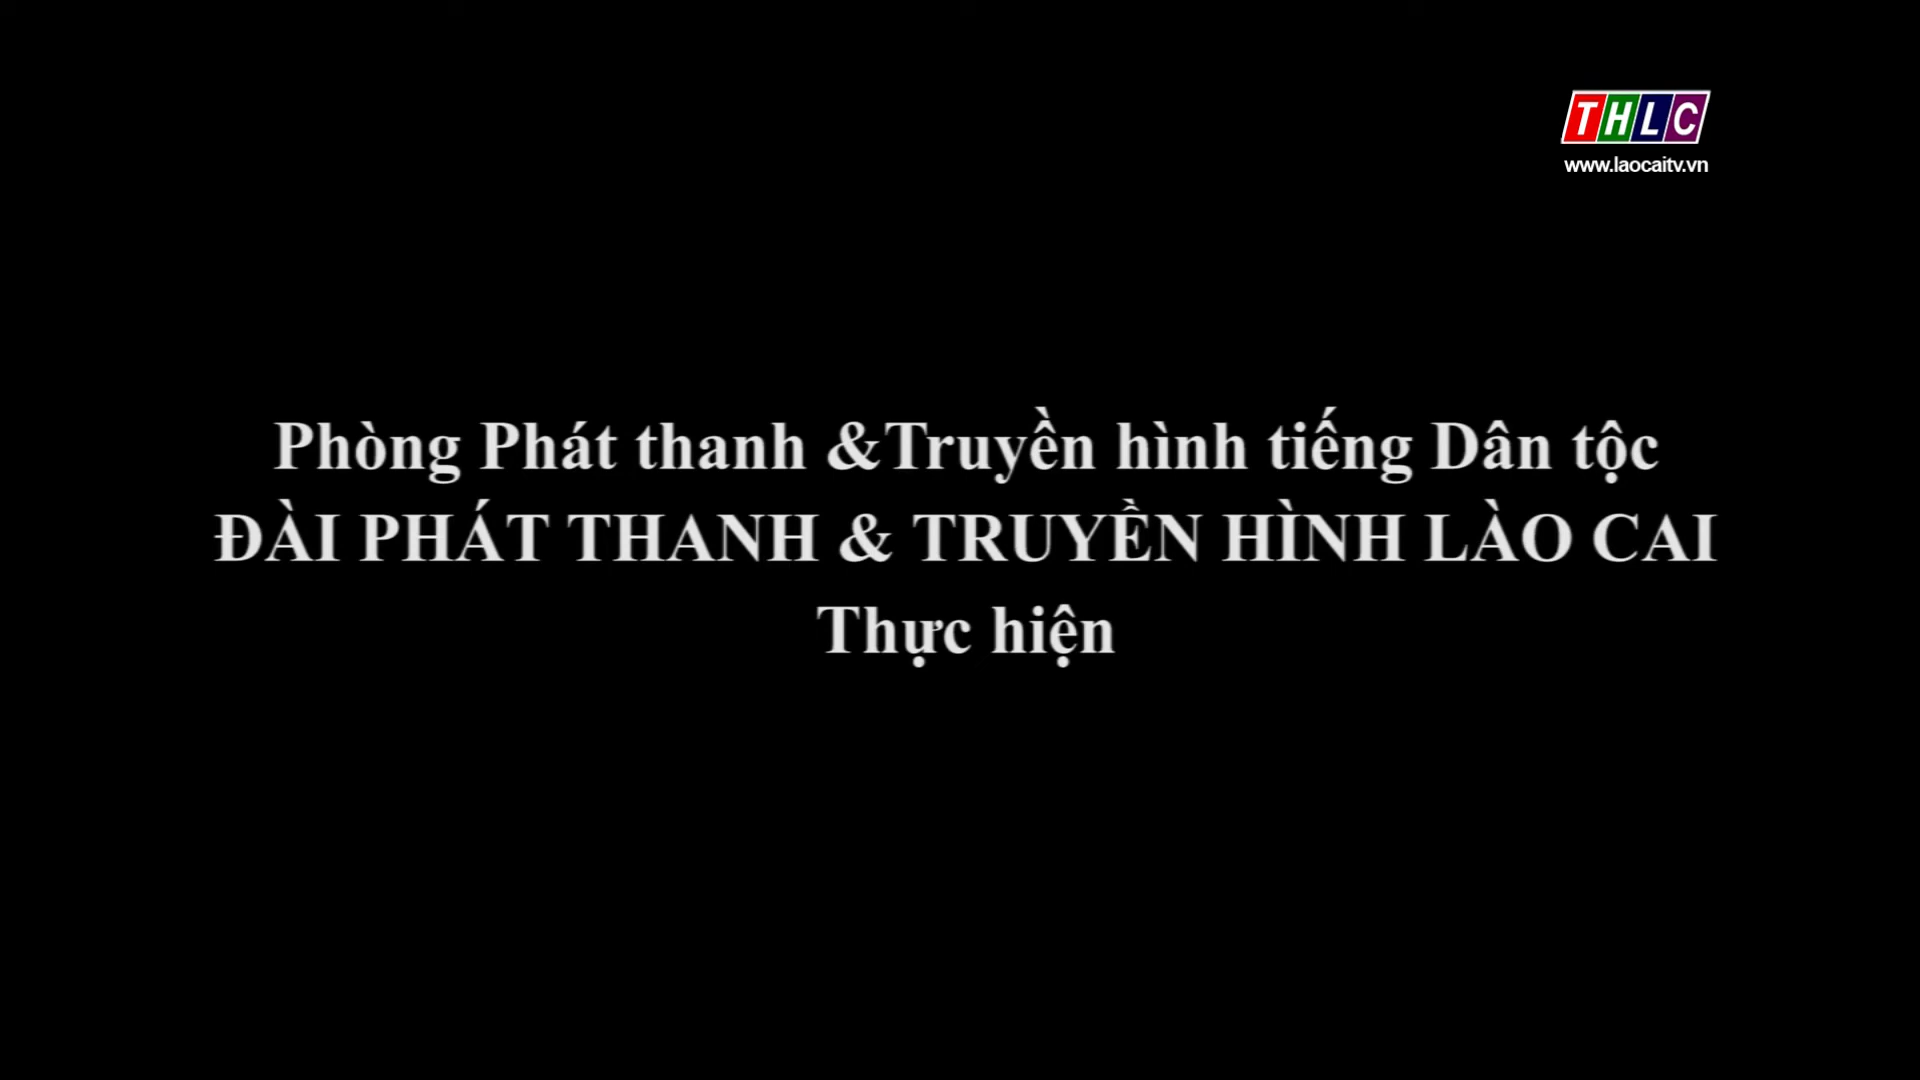 THLC
www.laocaitv.vn
Phòng Phát thanh &Truyền hình tiếng Dân tộc
ĐÀI PHÁT THANH & TRUYỀN HÌNH LÀO CAI
Thực hiện